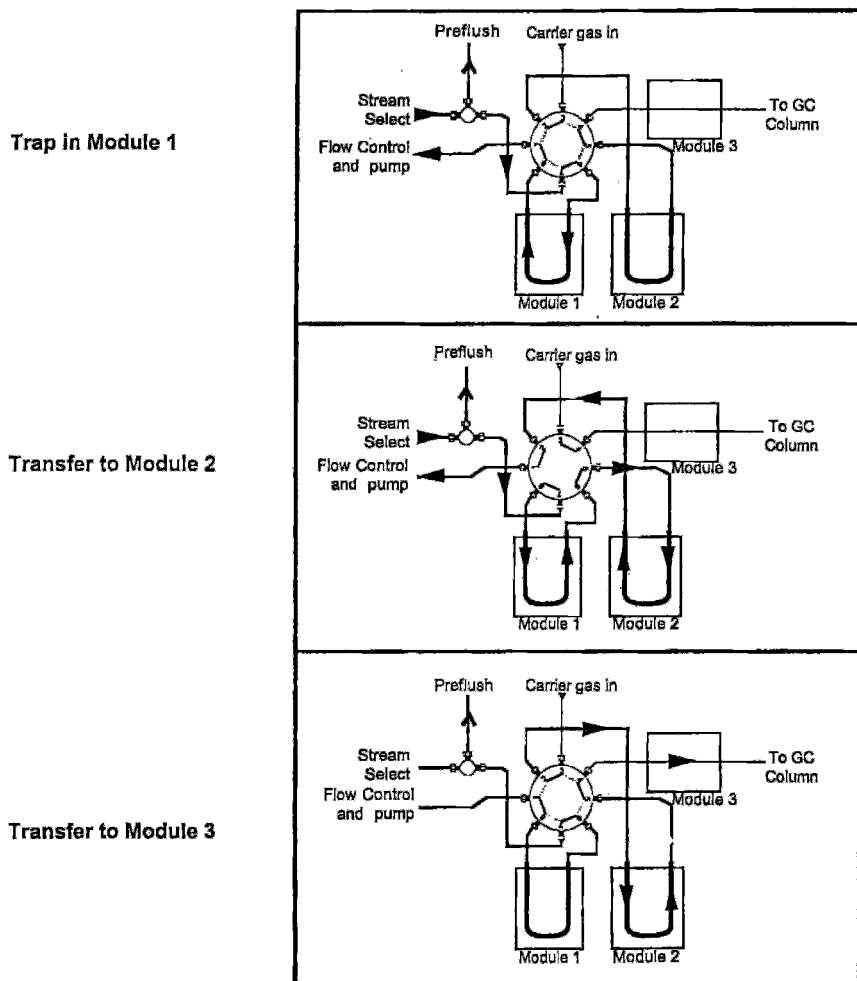 Trap in Module 1
Preflush
Carrier gas in
Stream
Select
Flow Control
and pump
To GC
Column
Module 3
Module 1
Module 2
Transfer to Module 2
Preflush
Carrier gas in
Stream
Select
Flow Control
and pump
To GC
Column
Module 3
Module 1
Module 2
Transfer to Module 3
Preflush
Carrier gas in
Stream
Select
Flow Control
and pump
To GC
Column
Module 3
Module 1
Module 2